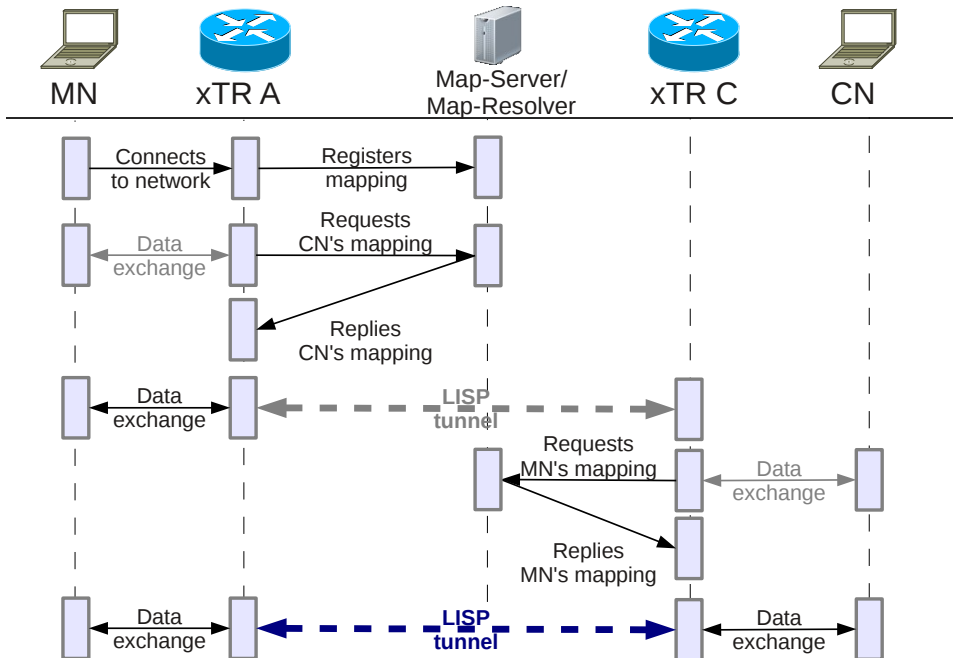 MN
xTR A
Map-Server/
Map-Resolver
xTR C
CN
Connects
to network
Registers
mapping
Data
exchange
Requests
CN's mapping
Replies
CN's mapping
Data
exchange
LISP
tunnel
Requests
MN's mapping
Data
exchange
Replies
MN's mapping
Data
exchange
LISP
tunnel
Data
exchange